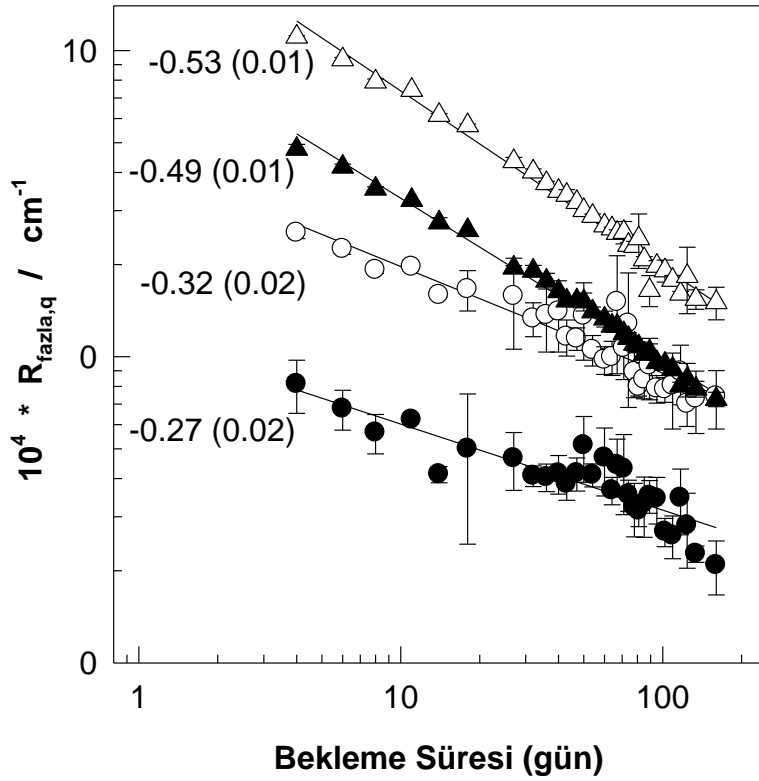 10
-0.53 (0.01)
-0.49 (0.01)
-0.32 (0.02)
0
-0.27 (0.02)
0
10⁴ * R_fazla,q / cm⁻¹
1 10 100
Bekleme Süresi (gün)